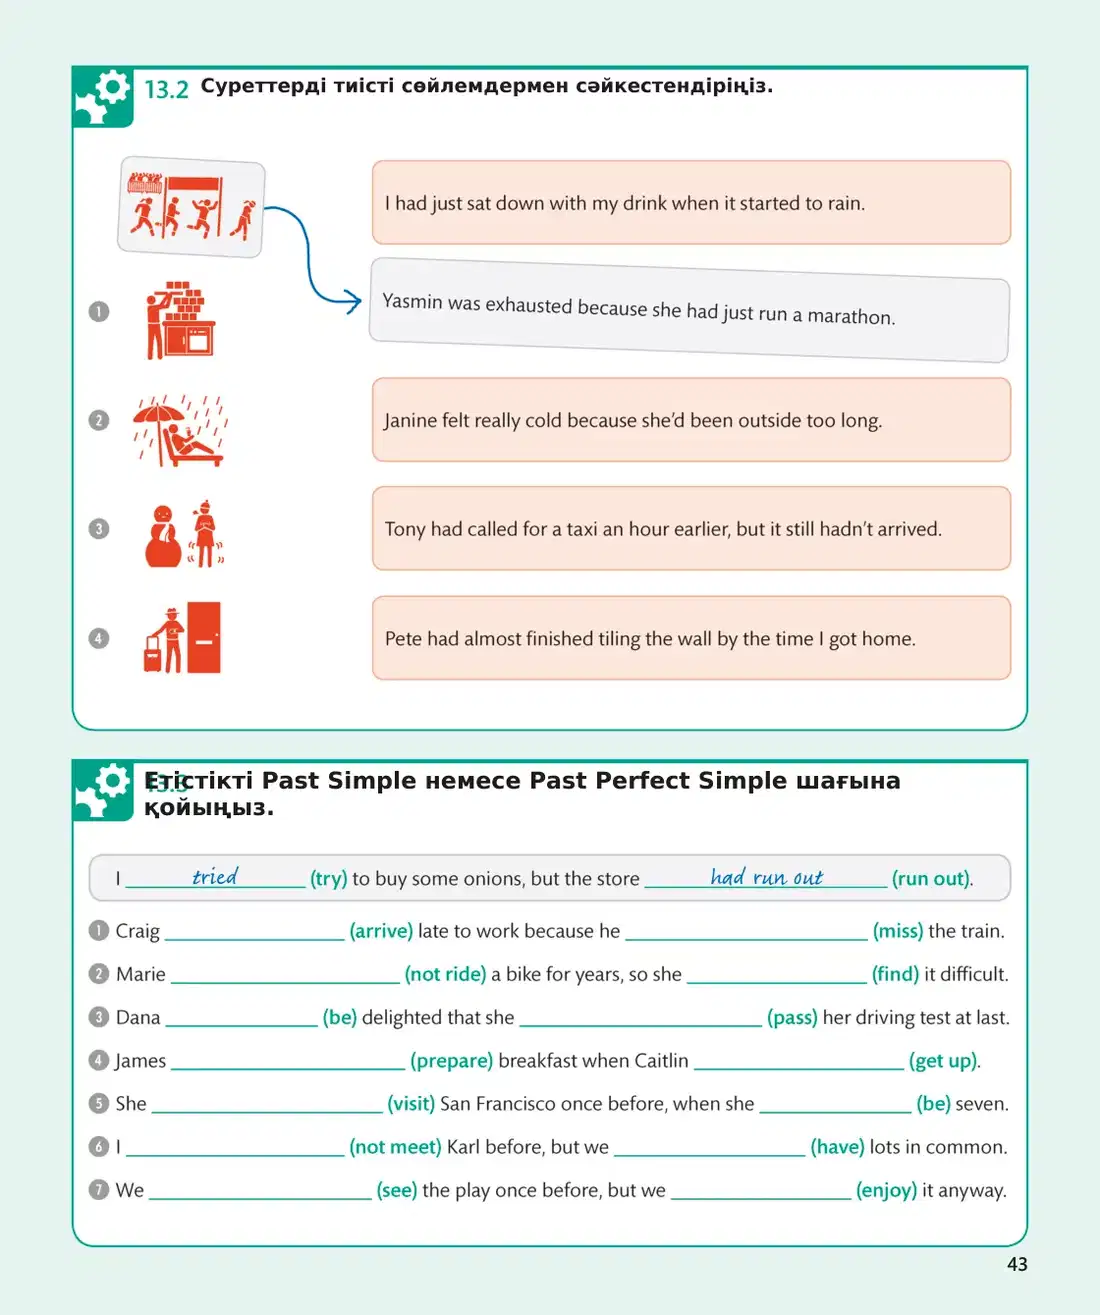 13.2 Суреттерді тиісті сөйлемдермен сәйкестендіріңіз.
I had just sat down with my drink when it started to rain.
Yasmin was exhausted because she had just run a marathon.
1
Janine felt really cold because she’d been outside too long.
2
Tony had called for a taxi an hour earlier, but it still hadn’t arrived.
3
Pete had almost finished tiling the wall by the time I got home.
4
13.3 Етістікті Past Simple немесе Past Perfect Simple шағына
қойыңыз.
I tried (try) to buy some onions, but the store had run out (run out).
1 Craig (arrive) late to work because he (miss) the train.
2 Marie (not ride) a bike for years, so she (find) it difficult.
3 Dana (be) delighted that she (pass) her driving test at last.
4 James (prepare) breakfast when Caitlin (get up).
5 She (visit) San Francisco once before, when she (be) seven.
6 I (not meet) Karl before, but we (have) lots in common.
7 We (see) the play once before, but we (enjoy) it anyway.
43